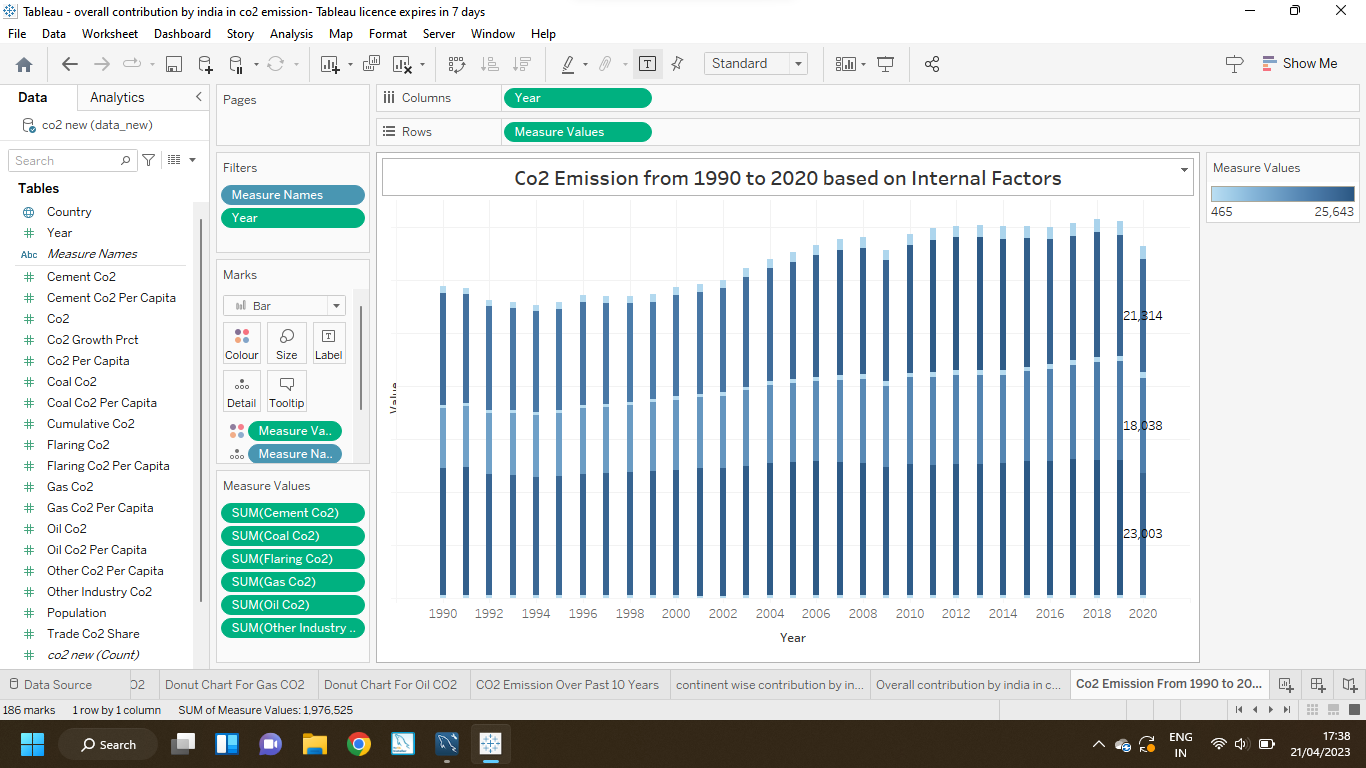 Tableau - overall contribution by india in co2 emission- Tableau licence expires in 7 days
File Data Worksheet Dashboard Story Analysis Map Format Server Window Help
Standard
Show Me
Data Analytics
co2 new (data_new)
Search
Tables
Country
Year
Abc Measure Names
Cement Co2
Cement Co2 Per Capita
Co2
Co2 Growth Prct
Co2 Per Capita
Coal Co2
Coal Co2 Per Capita
Cumulative Co2
Flaring Co2
Flaring Co2 Per Capita
Gas Co2
Gas Co2 Per Capita
Oil Co2
Oil Co2 Per Capita
Other Co2 Per Capita
Other Industry Co2
Population
Trade Co2 Share
co2 new (Count)
Pages
Filters
Measure Names
Year
Marks
Bar
Colour Size Label
Detail Tooltip
Measure Va..
Measure Na..
Measure Values
SUM(Cement Co2)
SUM(Coal Co2)
SUM(Flaring Co2)
SUM(Gas Co2)
SUM(Oil Co2)
SUM(Other Industry ..
Columns Year
Rows Measure Values
Co2 Emission from 1990 to 2020 based on Internal Factors
Value
21,314
18,038
23,003
1990 1992 1994 1996 1998 2000 2002 2004 2006 2008 2010 2012 2014 2016 2018 2020
Year
Measure Values
465 25,643
Data Source O2 Donut Chart For Gas CO2 Donut Chart For Oil CO2 CO2 Emission Over Past 10 Years continent wise contribution by in... Overall contribution by india in c... Co2 Emission From 1990 to 20...
186 marks 1 row by 1 column SUM of Measure Values: 1,976,525
Search
ENG
IN
17:38
21/04/2023